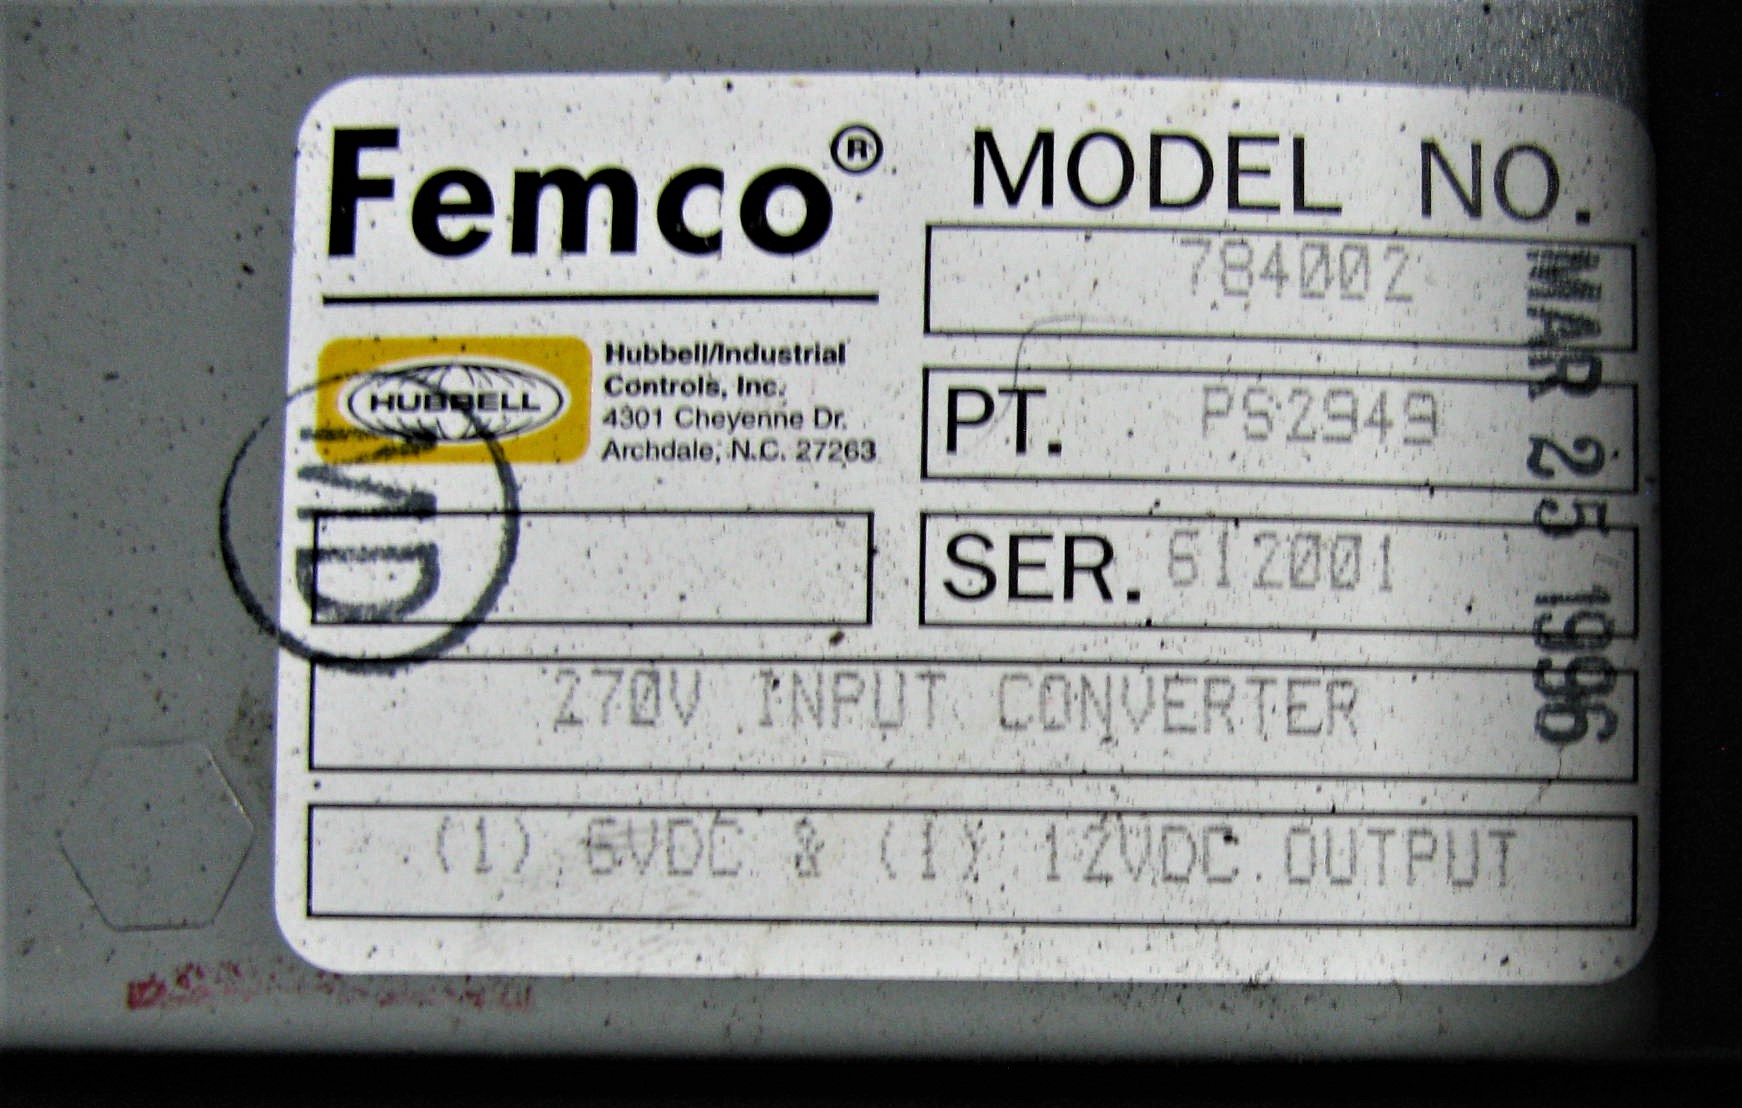 Femco®
HUBBELL
Hubbell/Industrial
Controls, Inc.
4301 Cheyenne Dr.
Archdale, N.C. 27263
MODEL NO.
784002
PT. PS2949
SER. 612001
MAR 25 1996
270V INPUT CONVERTER
(1) 6VDC & (1) 12VDC OUTPUT